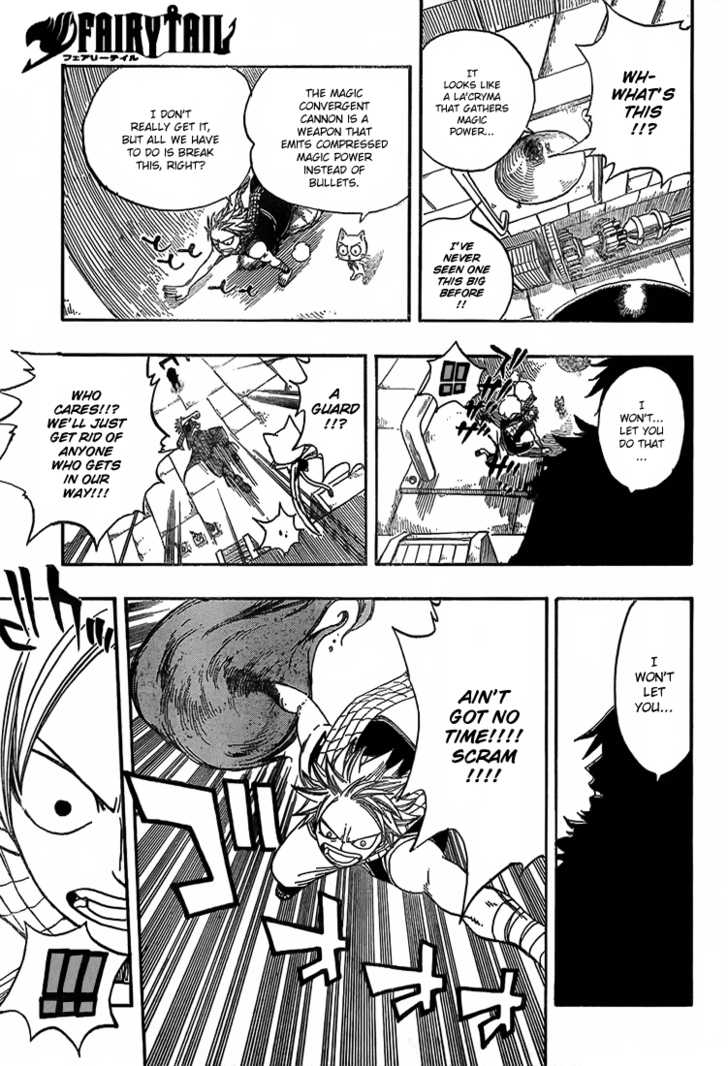 FAIRY TAIL
フェアリーテイル
WH-
WHAT'S
THIS
!!?
IT
LOOKS LIKE
A LA'CRYMA
THAT GATHERS
MAGIC
POWER...
I'VE
NEVER
SEEN ONE
THIS BIG
BEFORE
!!
THE MAGIC
CONVERGENT
CANNON IS A
WEAPON THAT
EMITS COMPRESSED
MAGIC POWER
INSTEAD OF
BULLETS.
I DON'T
REALLY GET IT,
BUT ALL WE HAVE
TO DO IS BREAK
THIS, RIGHT?
I
WON'T...
LET YOU
DO THAT
...
!!
A
GUARD
!!?
WHO
CARES!!?
WE'LL JUST
GET RID OF
ANYONE
WHO GETS
IN OUR
WAY!!!
I
WON'T
LET
YOU...
AIN'T
GOT NO
TIME!!!!
SCRAM
!!!!
ゴオオオ
!!!